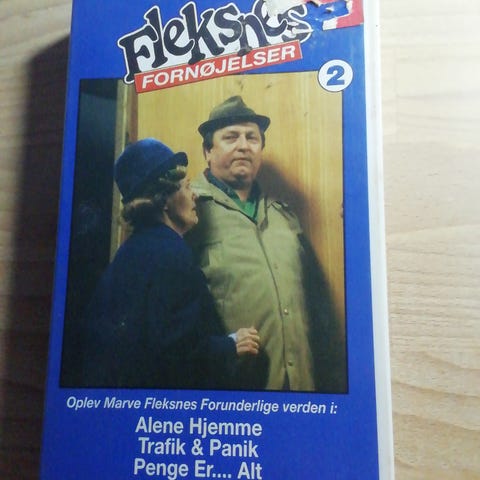 Fleksnes
FORNØJELSER
2
Oplev Marve Fleksnes Forunderlige verden i:
Alene Hjemme
Trafik & Panik
Penge Er.... Alt